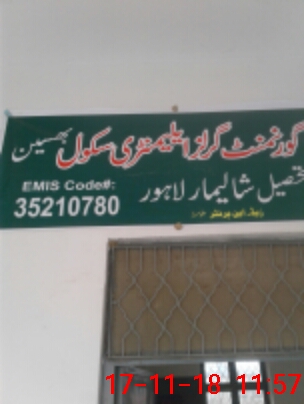 گورنمنٹ گرلز ایلیمنٹری سکول بھسین
تحصیل شالیمار لاہور
EMIS Code#:
35210780
17-11-18 11:57